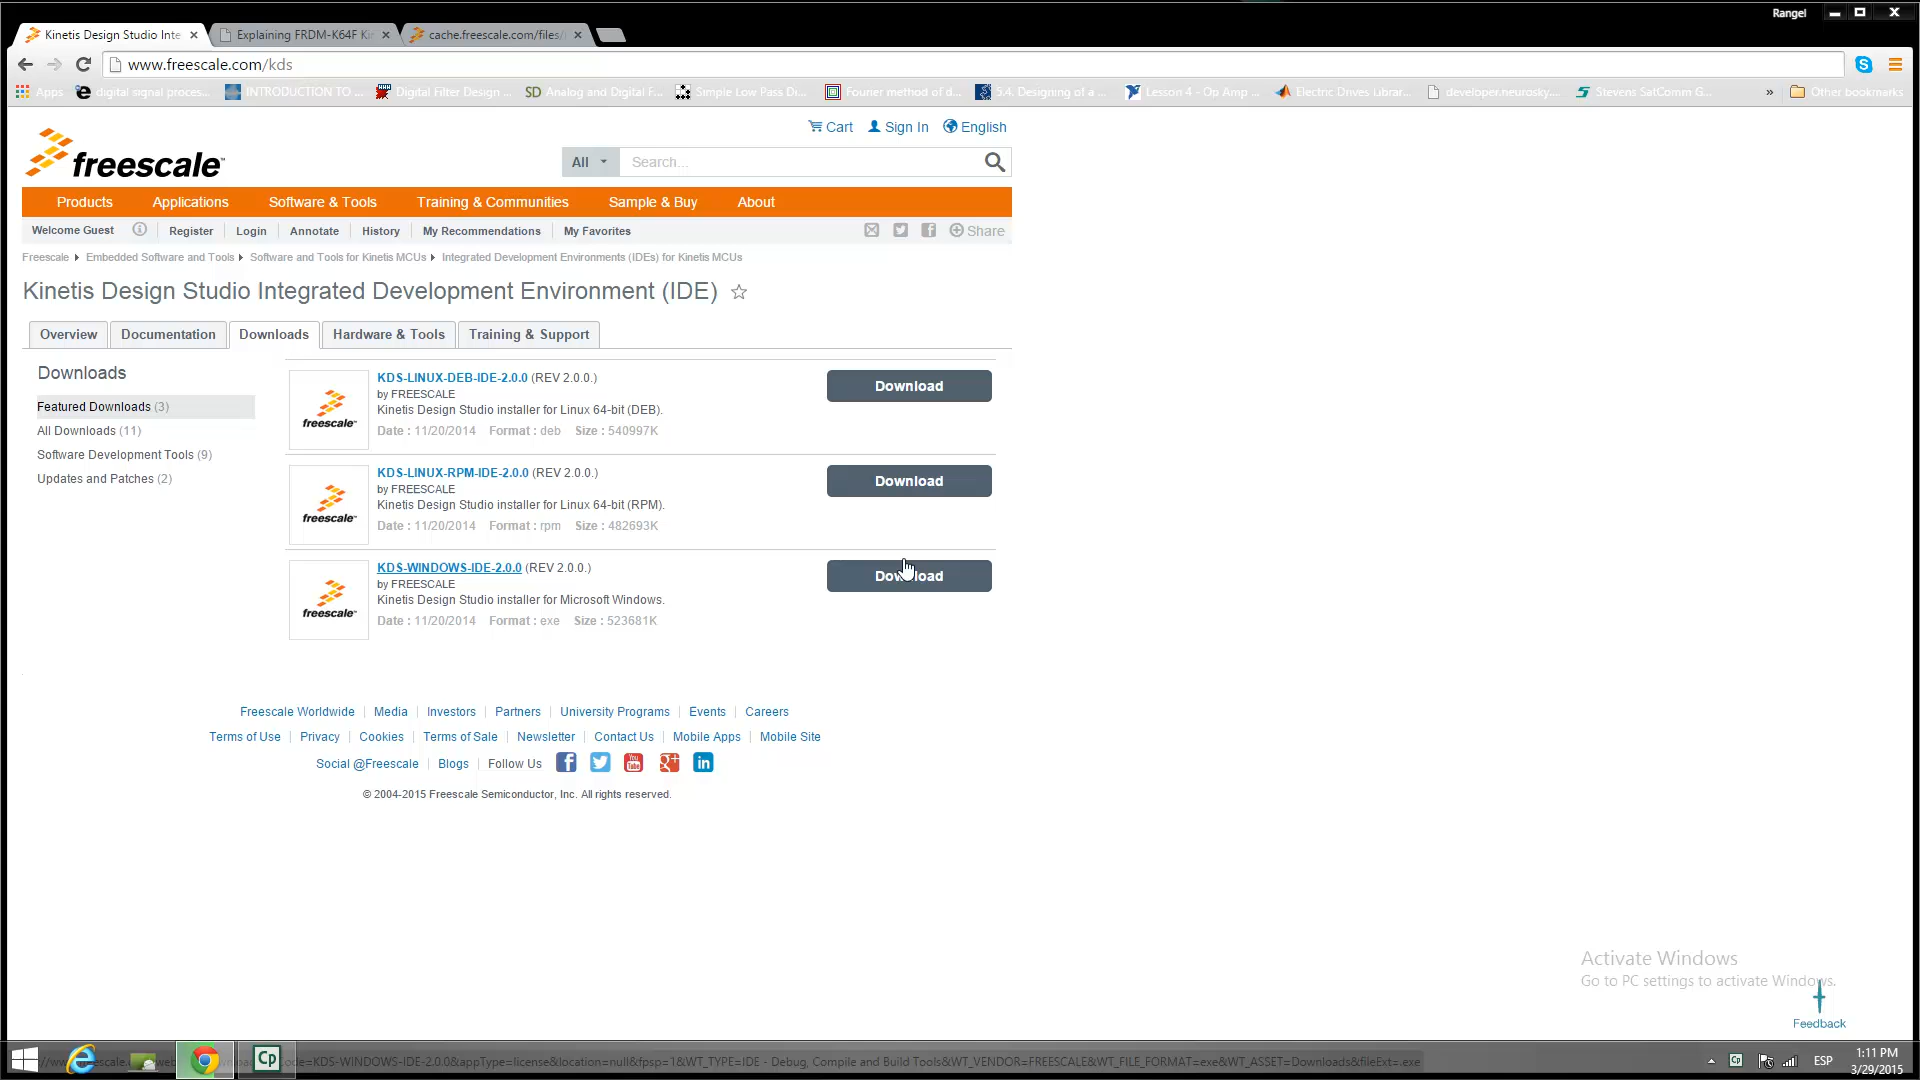 Rangel
Kinetis Design Studio Inte
Explaining FRDM-K64F Ki
cache.freescale.com/files/
www.freescale.com/kds
Apps
digital signal proces...
INTRODUCTION TO ...
Digital Filter Design ...
SD Analog and Digital F...
Simple Low Pass Di...
Fourier method of d...
5.4. Designing of a ...
Lesson 4 - Op Amp ...
Electric Drives Librar...
developer.neurosky....
Stevens SatComm G...
»
Other bookmarks
Cart
Sign In
English
freescale™
All
Search...
Products
Applications
Software & Tools
Training & Communities
Sample & Buy
About
Welcome Guest
Register
Login
Annotate
History
My Recommendations
My Favorites
Share
Freescale
Embedded Software and Tools
Software and Tools for Kinetis MCUs
Integrated Development Environments (IDEs) for Kinetis MCUs
Kinetis Design Studio Integrated Development Environment (IDE)
Overview
Documentation
Downloads
Hardware & Tools
Training & Support
Downloads
Featured Downloads (3)
All Downloads (11)
Software Development Tools (9)
Updates and Patches (2)
freescale™
KDS-LINUX-DEB-IDE-2.0.0 (REV 2.0.0.)
by FREESCALE
Kinetis Design Studio installer for Linux 64-bit (DEB).
Date : 11/20/2014 Format : deb Size : 540997K
Download
freescale™
KDS-LINUX-RPM-IDE-2.0.0 (REV 2.0.0.)
by FREESCALE
Kinetis Design Studio installer for Linux 64-bit (RPM).
Date : 11/20/2014 Format : rpm Size : 482693K
Download
freescale™
KDS-WINDOWS-IDE-2.0.0 (REV 2.0.0.)
by FREESCALE
Kinetis Design Studio installer for Microsoft Windows.
Date : 11/20/2014 Format : exe Size : 523681K
Download
Freescale Worldwide
Media
Investors
Partners
University Programs
Events
Careers
Terms of Use
Privacy
Cookies
Terms of Sale
Newsletter
Contact Us
Mobile Apps
Mobile Site
Social @Freescale
Blogs
Follow Us
© 2004-2015 Freescale Semiconductor, Inc. All rights reserved.
Activate Windows
Go to PC settings to activate Windows.
Feedback
Cp
ode=KDS-WINDOWS-IDE-2.0.0&appType=license&location=null&fpsp=1&WT_TYPE=IDE - Debug, Compile and Build Tools&WT_VENDOR=FREESCALE&WT_FILE_FORMAT=exe&WT_ASSET=Downloads&fileExt=.exe
ESP
1:11 PM
3/29/2015